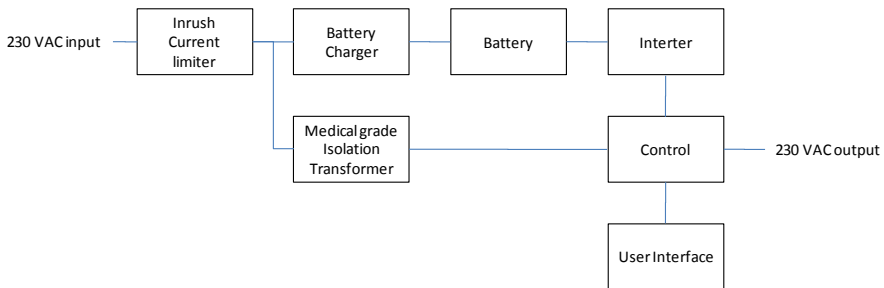 230 VAC input
Inrush
Current
limiter
Battery
Charger
Battery
Interter
Medical grade
Isolation
Transformer
Control
230 VAC output
User Interface